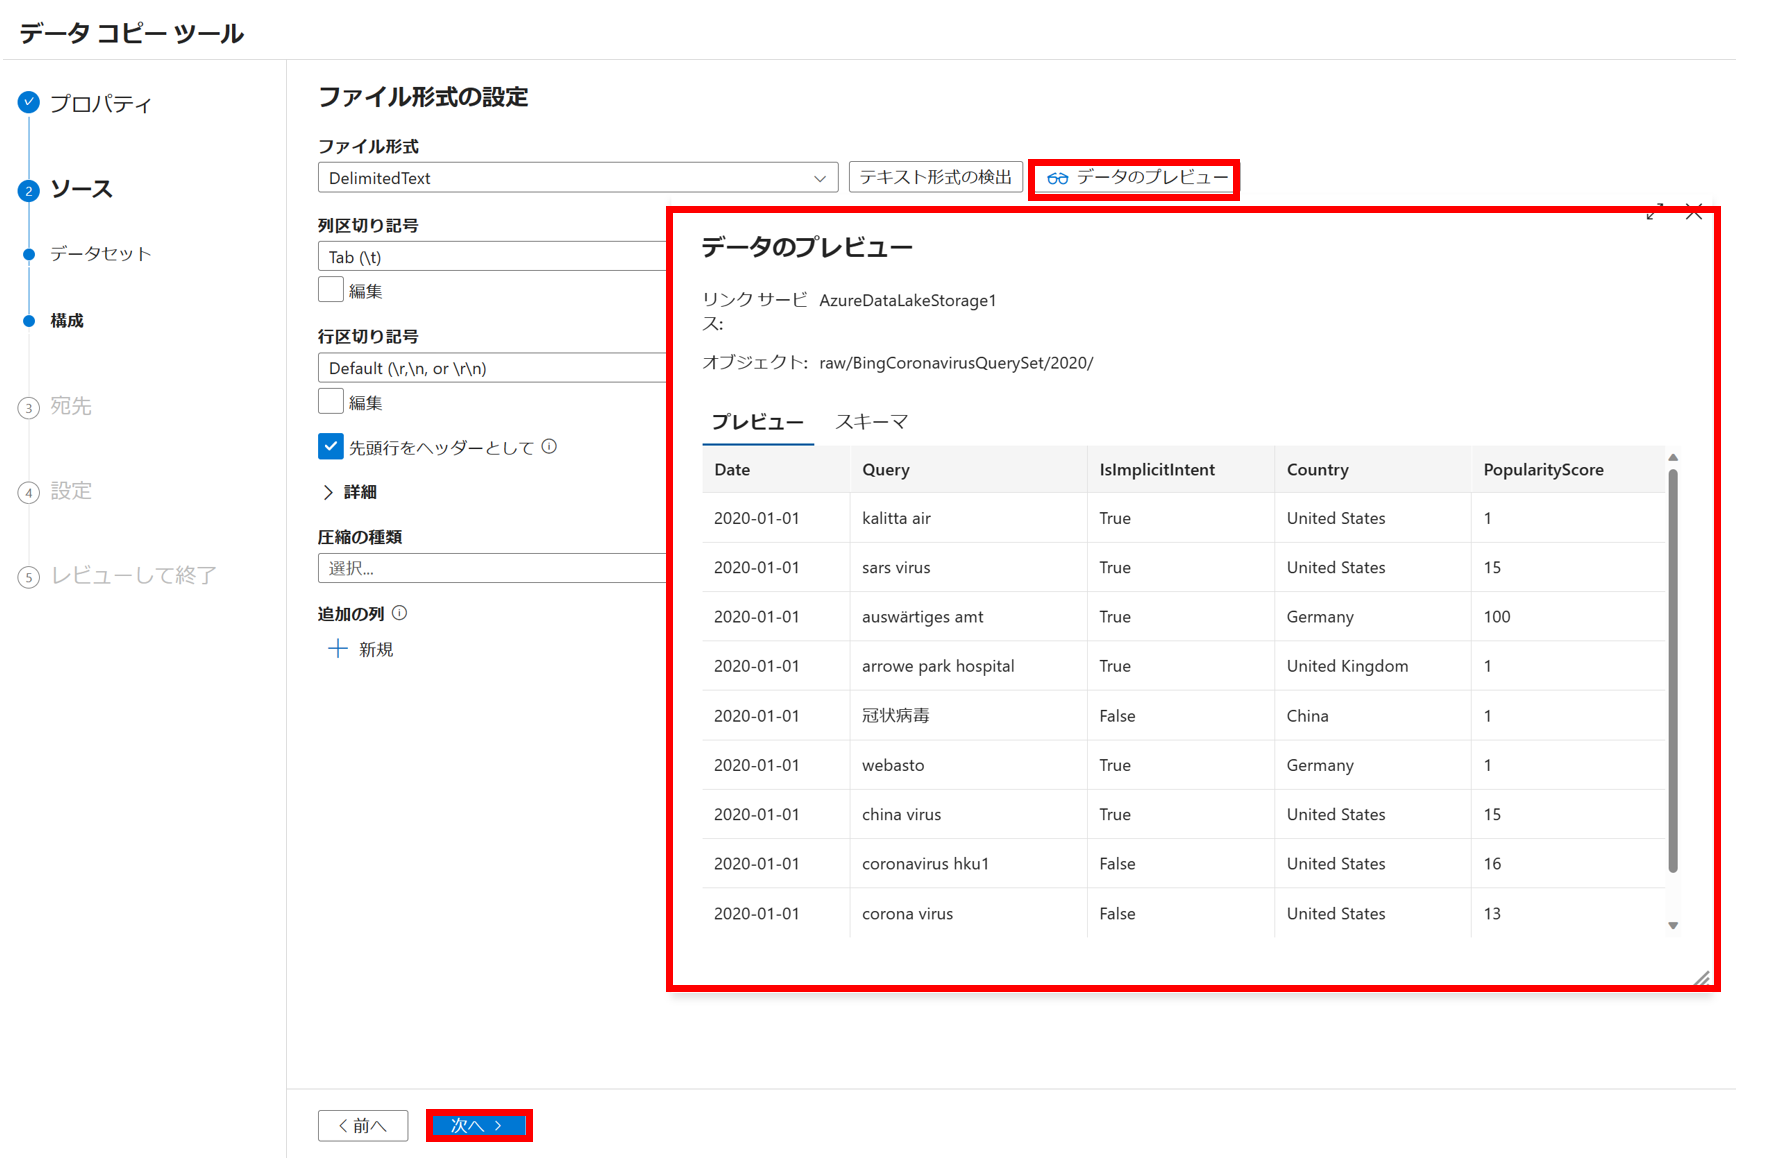 データ コピー ツール
プロパティ
2 ソース
データセット
構成
3 宛先
4 設定
5 レビューして終了
ファイル形式の設定
ファイル形式
DelimitedText テキスト形式の検出 データのプレビュー
列区切り記号
Tab (\t)
編集
行区切り記号
Default (\r,\n, or \r\n)
編集
先頭行をヘッダーとして
詳細
圧縮の種類
選択...
追加の列
新規
データのプレビュー
リンク サービ AzureDataLakeStorage1
ス:
オブジェクト: raw/BingCoronavirusQuerySet/2020/
プレビュー スキーマ
Date Query IsImplicitIntent Country PopularityScore
2020-01-01 kalitta air True United States 1
2020-01-01 sars virus True United States 15
2020-01-01 auswärtiges amt True Germany 100
2020-01-01 arrowe park hospital True United Kingdom 1
2020-01-01 冠状病毒 False China 1
2020-01-01 webasto True Germany 1
2020-01-01 china virus True United States 15
2020-01-01 coronavirus hku1 False United States 16
2020-01-01 corona virus False United States 13
前へ 次へ